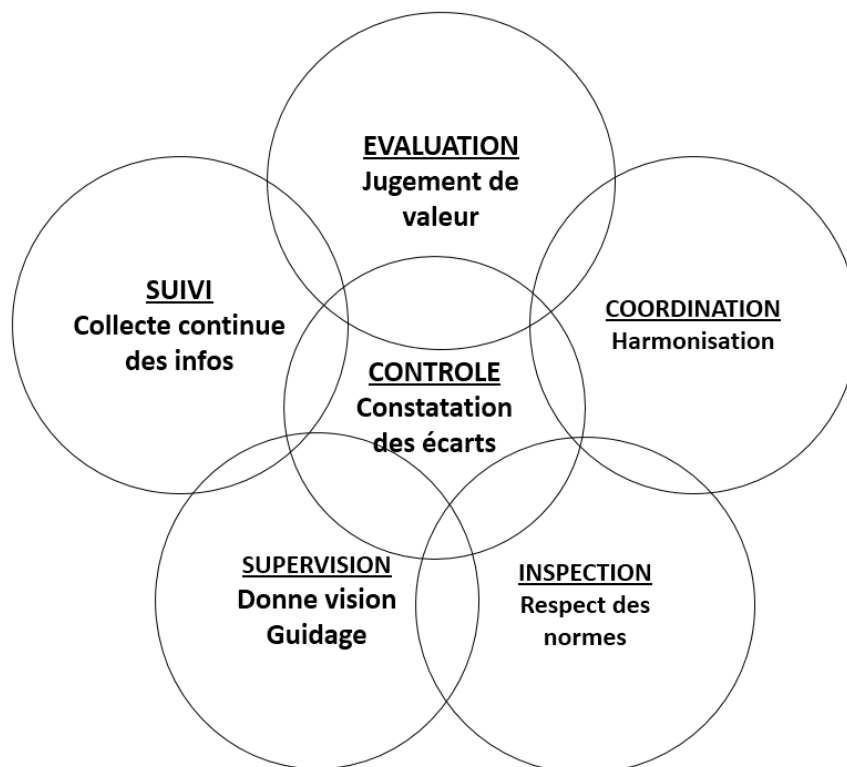 EVALUATION
Jugement de
valeur
SUIVI
Collecte continue
des infos
COORDINATION
Harmonisation
CONTROLE
Constatation
des écarts
SUPERVISION
Donne vision
Guidage
INSPECTION
Respect des
normes